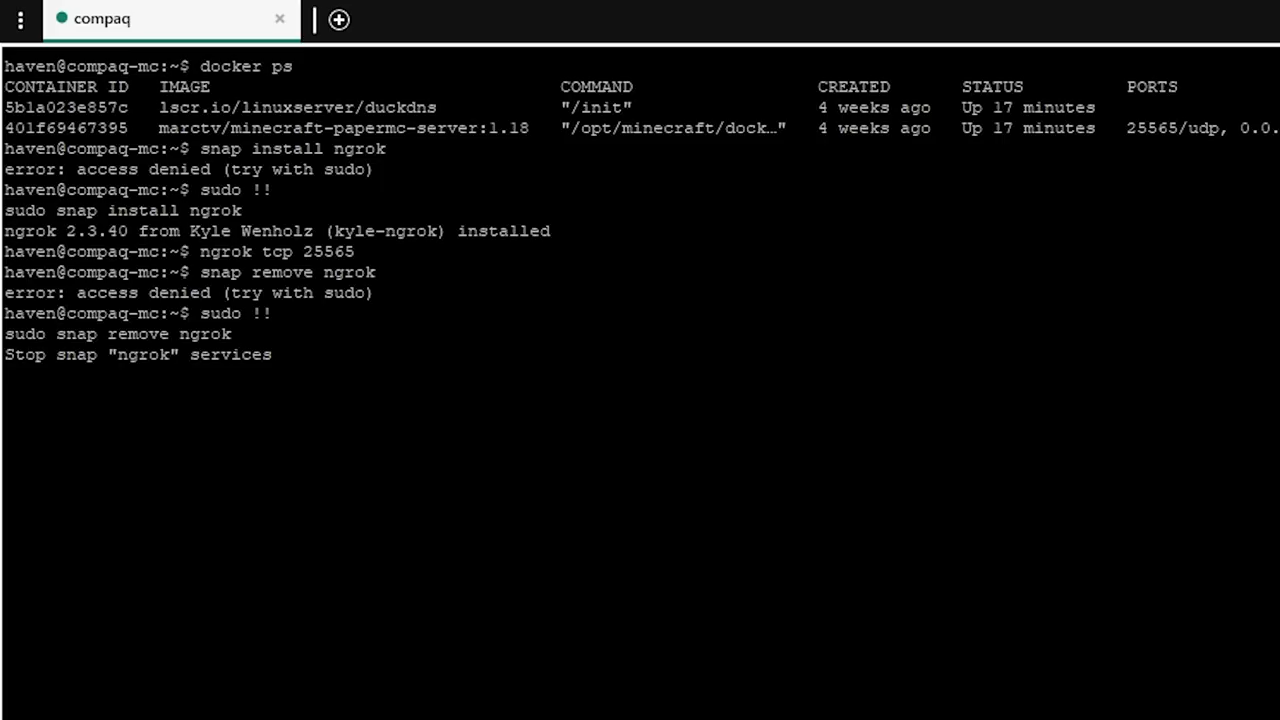 compaq
haven@compaq-mc:~$ docker ps
CONTAINER ID   IMAGE                                  COMMAND                  CREATED       STATUS          PORTS
5b1a023e857c   lscr.io/linuxserver/duckdns            "/init"                  4 weeks ago   Up 17 minutes
401f69467395   marctv/minecraft-papermc-server:1.18   "/opt/minecraft/dock…"   4 weeks ago   Up 17 minutes   25565/udp, 0.0.
haven@compaq-mc:~$ snap install ngrok
error: access denied (try with sudo)
haven@compaq-mc:~$ sudo !!
sudo snap install ngrok
ngrok 2.3.40 from Kyle Wenholz (kyle-ngrok) installed
haven@compaq-mc:~$ ngrok tcp 25565
haven@compaq-mc:~$ snap remove ngrok
error: access denied (try with sudo)
haven@compaq-mc:~$ sudo !!
sudo snap remove ngrok
Stop snap "ngrok" services